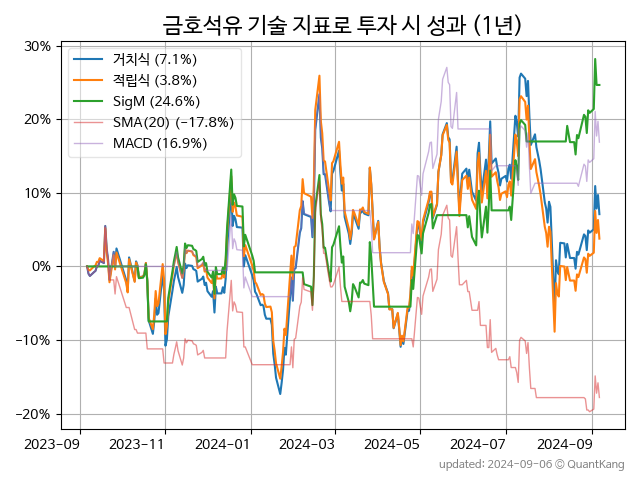 금호석유 기술 지표로 투자 시 성과 (1년)
거치식 (7.1%)
적립식 (3.8%)
SigM (24.6%)
SMA(20) (−17.8%)
MACD (16.9%)
30%
20%
10%
0%
−10%
−20%
2023-09 2023-11 2024-01 2024-03 2024-05 2024-07 2024-09
updated: 2024-09-06 © QuantKang